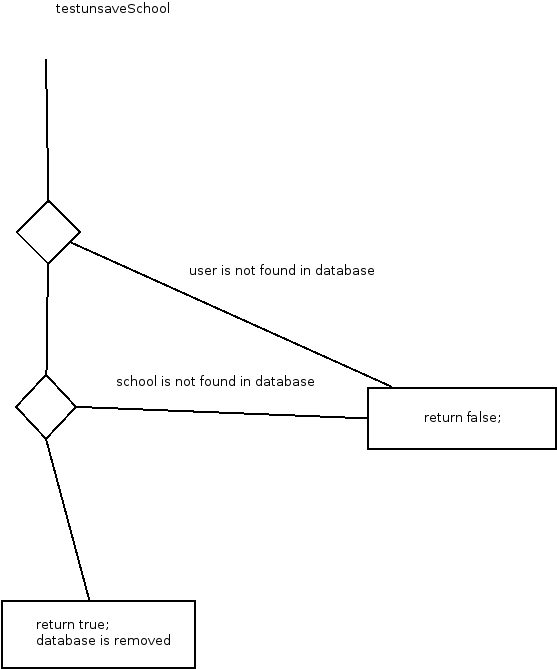 testunsaveSchool
user is not found in database
school is not found in database
return false;
return true;
database is removed